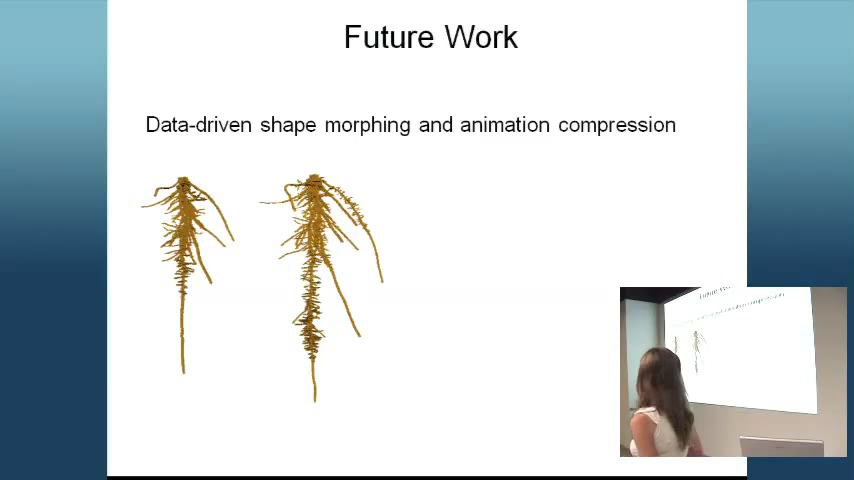 Future Work
Data-driven shape morphing and animation compression